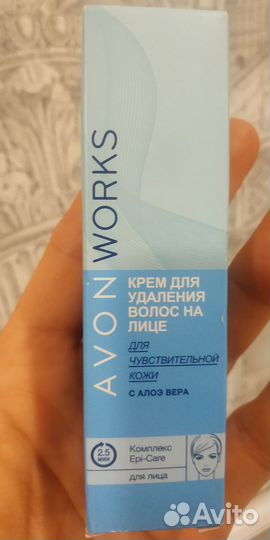 AVON WORKS
КРЕМ ДЛЯ
УДАЛЕНИЯ
ВОЛОС НА
ЛИЦЕ
ДЛЯ
ЧУВСТВИТЕЛЬНОЙ
КОЖИ
С АЛОЭ ВЕРА
2.5
МИН
Комплекс
Epi-Care
для лица
Avito